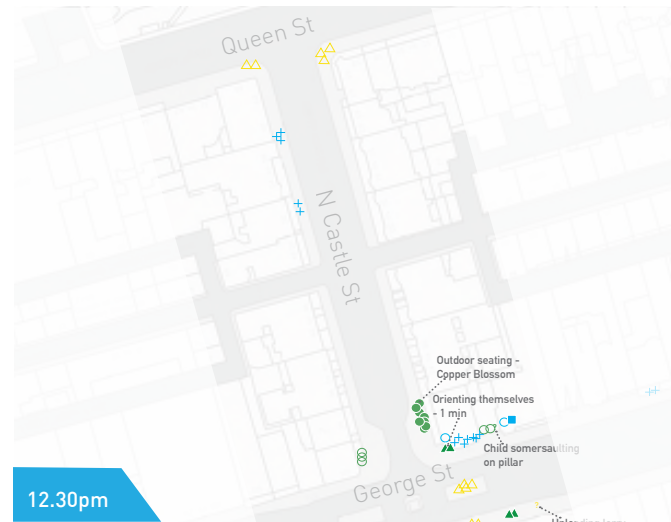 Queen St
N Castle St
Outdoor seating -
Copper Blossom
Orienting themselves
- 1 min
Child somersaulting
on pillar
George St
12.30pm